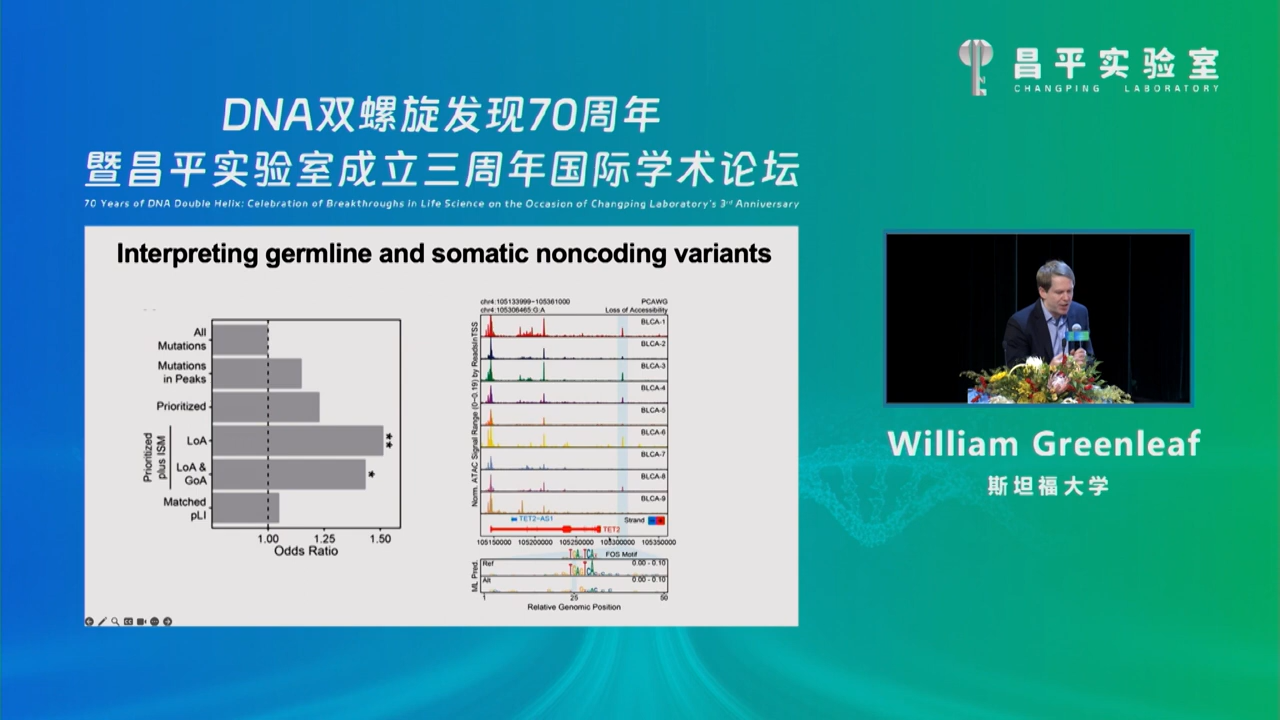 昌平实验室
CHANGPING LABORATORY
DNA双螺旋发现70周年
暨昌平实验室成立三周年国际学术论坛
70 Years of DNA Double Helix: Celebration of Breakthroughs in Life Science on the Occasion of Changping Laboratory's 3rd Anniversary
Interpreting germline and somatic noncoding variants
All
Mutations
Mutations
in Peaks
Prioritized
Prioritized
plus ISM
LoA
**
LoA &
GoA
*
Matched
pLI
1.00 1.25 1.50
Odds Ratio
chr4:105133999-105361000 PCAWG
chr4:105308465:G:A Loss of Accessibility
Norm. ATAC Signal Range (0-0.19) by ReadsInTSS
BLCA-1
BLCA-2
BLCA-3
BLCA-4
BLCA-5
BLCA-6
BLCA-7
BLCA-8
BLCA-9
TET2-AS1 Strand
TET2
105150000 105200000 105250000 105300000 105350000
FOS Motif
ML Pred.
Ref 0.00 - 0.10
Alt 0.00 - 0.10
1 25 50
Relative Genomic Position
William Greenleaf
斯坦福大学